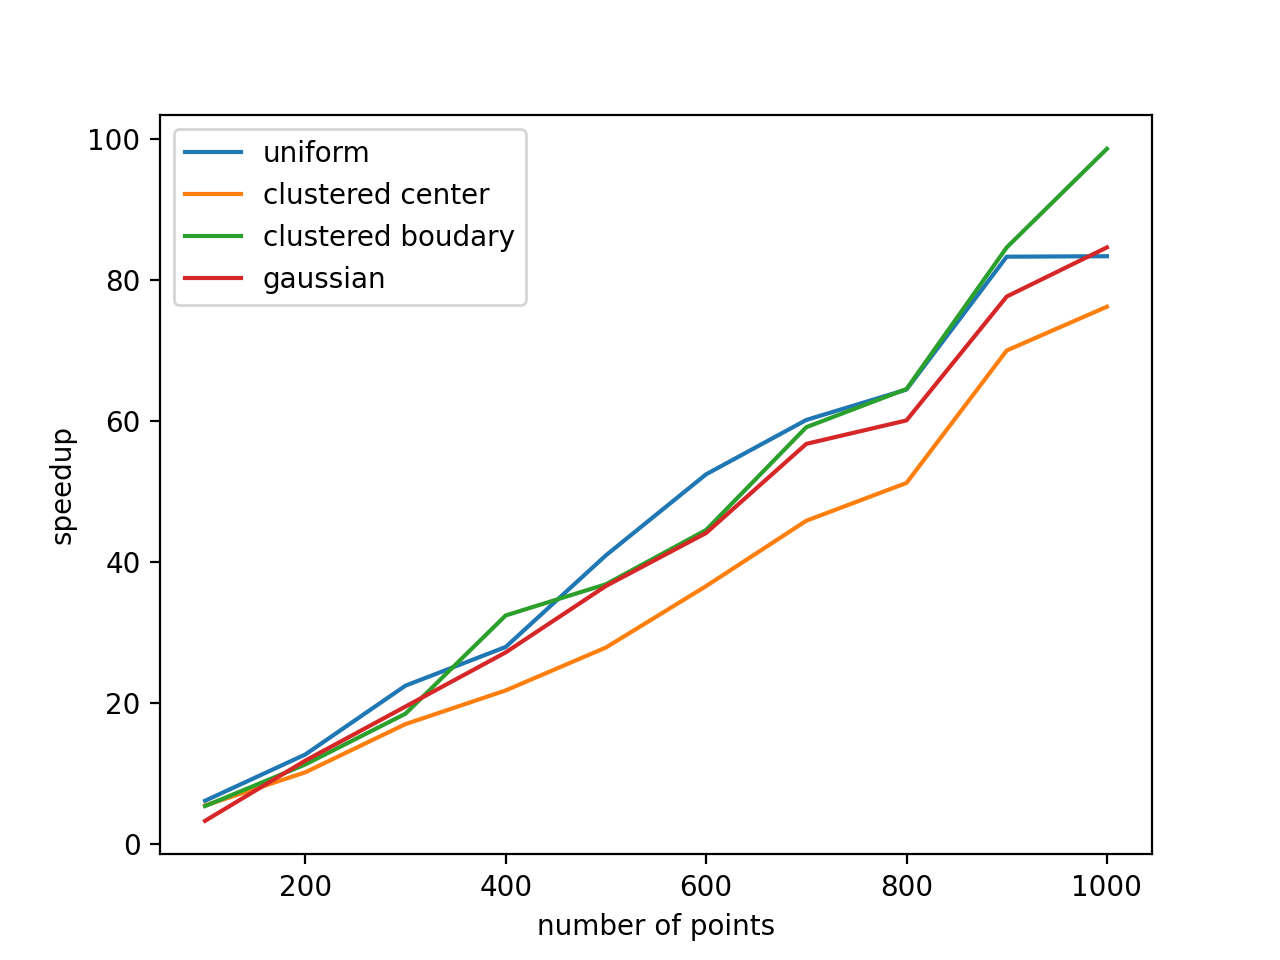 100
80
60
40
20
0
speedup
uniform
clustered center
clustered boudary
gaussian
200 400 600 800 1000
number of points